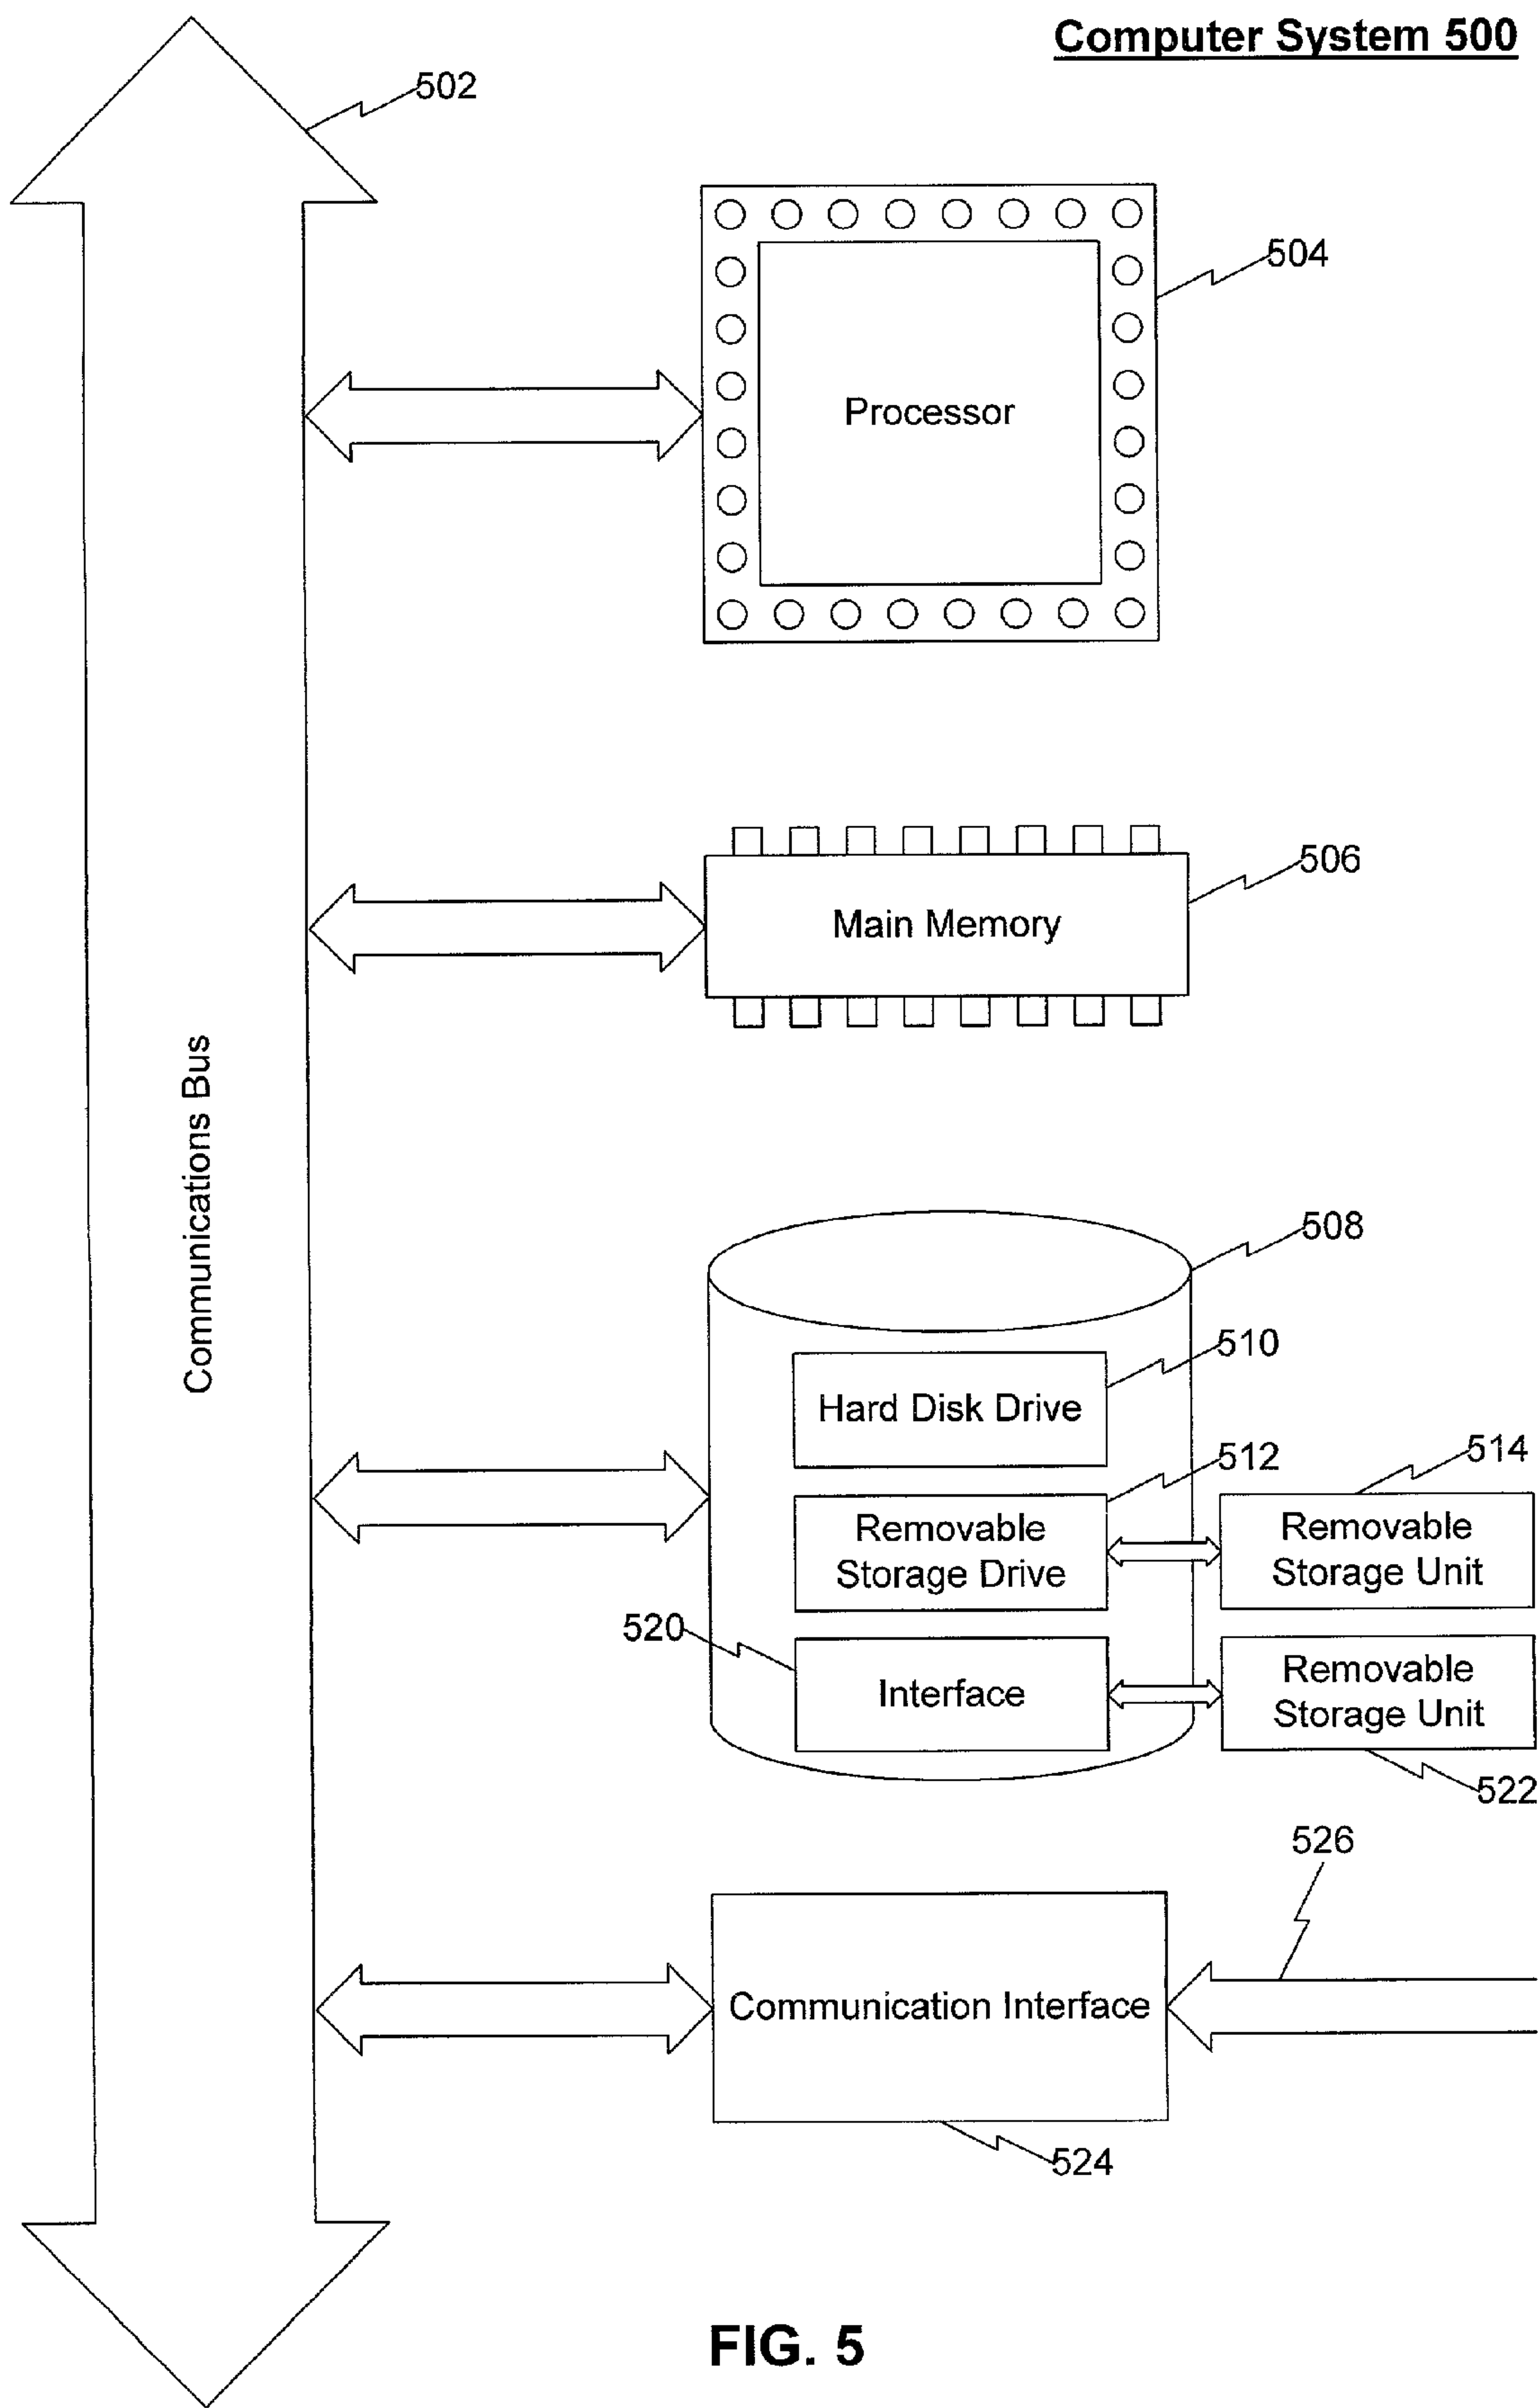 Computer System 500
502
504
Processor
506
Main Memory
Communications Bus
508
510
Hard Disk Drive
512
514
Removable
Storage Drive
Removable
Storage Unit
520
Interface
Removable
Storage Unit
522
526
Communication Interface
524
FIG. 5